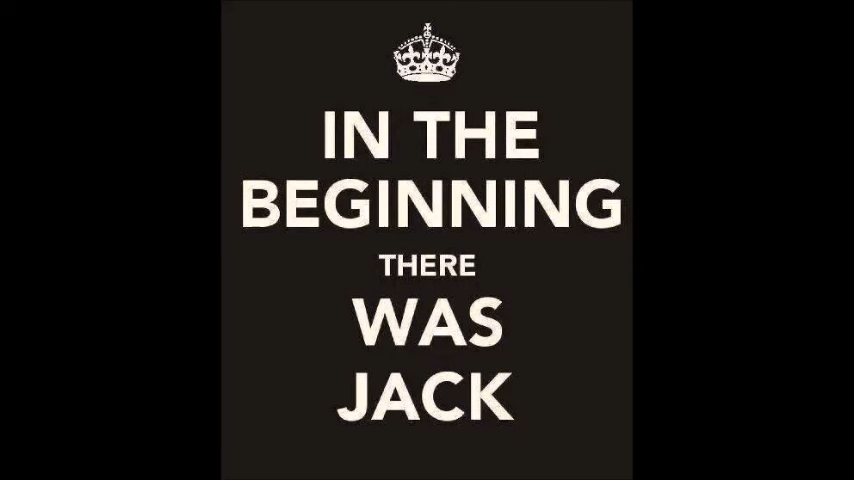 IN THE
BEGINNING
THERE
WAS
JACK